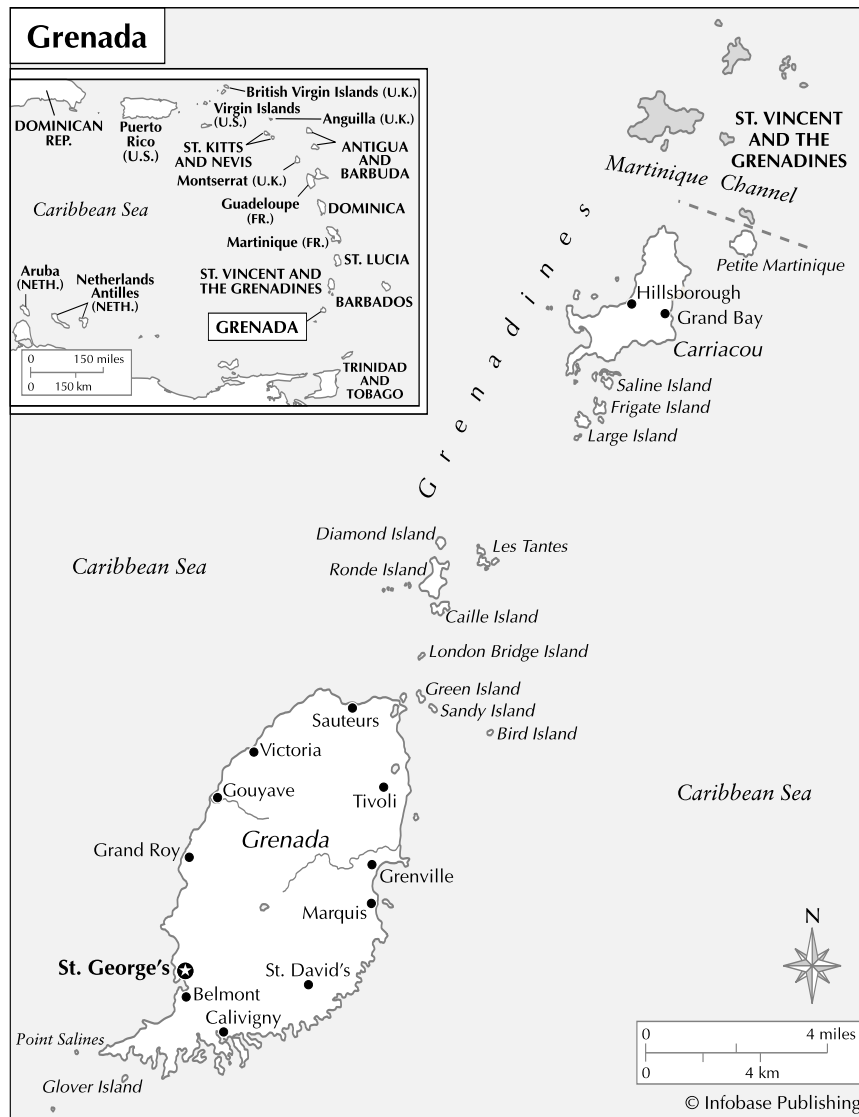 Grenada
British Virgin Islands (U.K.)
Virgin Islands
(U.S.)
Anguilla (U.K.)
DOMINICAN
REP.
Puerto
Rico
(U.S.)
ST. KITTS
AND NEVIS
ANTIGUA
AND
BARBUDA
Montserrat (U.K.)
Caribbean Sea
Guadeloupe
(FR.)
DOMINICA
Martinique (FR.)
ST. LUCIA
Aruba
(NETH.)
Netherlands
Antilles
(NETH.)
ST. VINCENT AND
THE GRENADINES
BARBADOS
GRENADA
0 150 miles
0 150 km
TRINIDAD
AND
TOBAGO
ST. VINCENT
AND THE
GRENADINES
Martinique Channel
Petite Martinique
Hillsborough
Grand Bay
Carriacou
Saline Island
Frigate Island
Large Island
Grenadines
Diamond Island
Les Tantes
Ronde Island
Caribbean Sea
Caille Island
London Bridge Island
Green Island
Sandy Island
Bird Island
Sauteurs
Victoria
Gouyave
Tivoli
Caribbean Sea
Grenada
Grand Roy
Grenville
Marquis
N
St. George's
St. David's
Belmont
Calivigny
Point Salines
Glover Island
0 4 miles
0 4 km
© Infobase Publishing